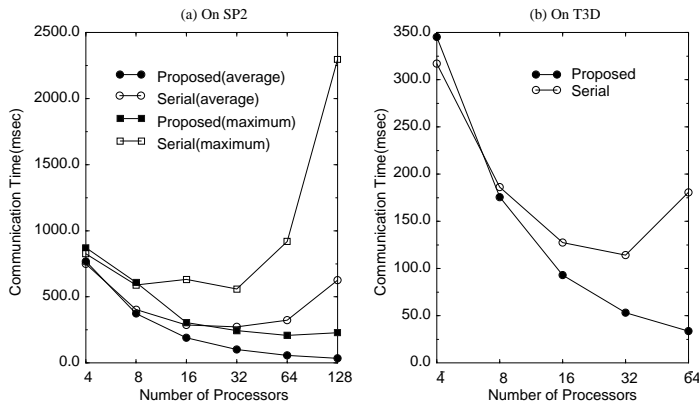 (a) On SP2
2500.0
2000.0
1500.0
1000.0
500.0
0.0
Communication Time(msec)
Proposed(average)
Serial(average)
Proposed(maximum)
Serial(maximum)
4 8 16 32 64 128
Number of Processors
(b) On T3D
350.0
300.0
250.0
200.0
150.0
100.0
50.0
0.0
Communication Time(msec)
Proposed
Serial
4 8 16 32 64
Number of Processors